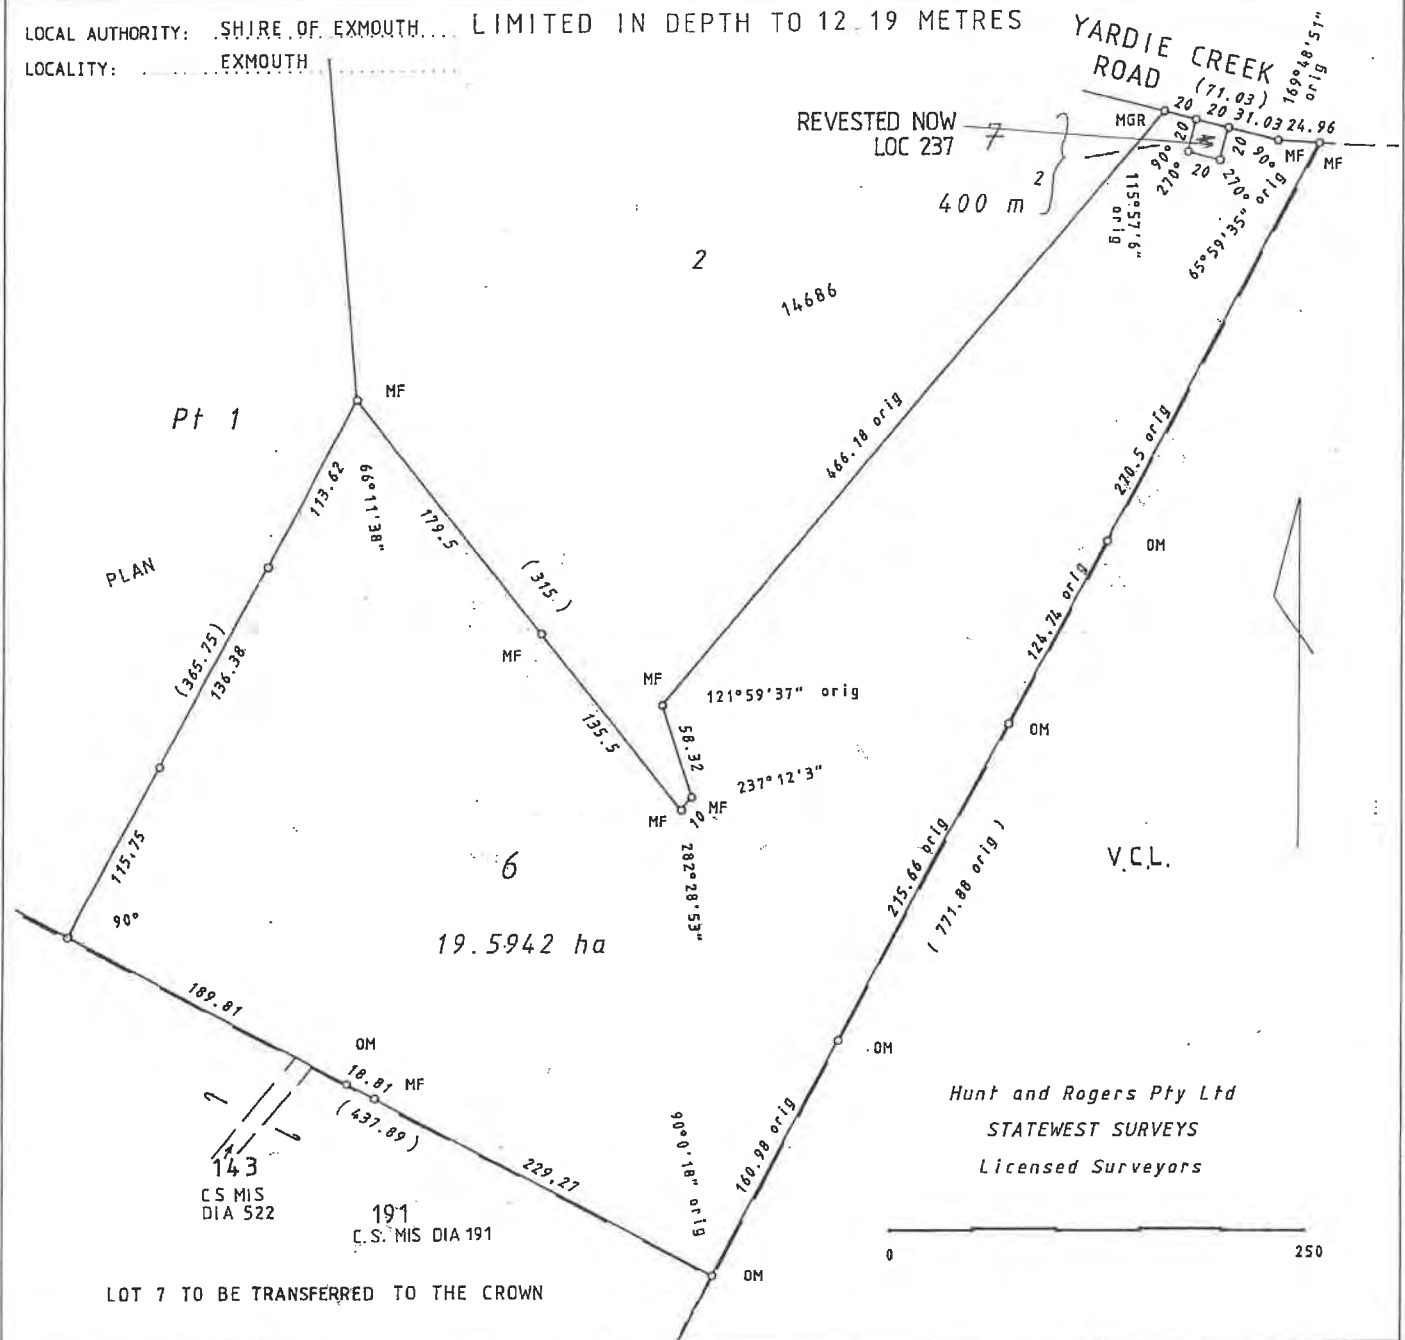 LOCAL AUTHORITY: SHIRE OF EXMOUTH
LIMITED IN DEPTH TO 12.19 METRES
LOCALITY: EXMOUTH
YARDIE CREEK
ROAD
(71.03)
169°48'51"
orig
20 20 31.03 24.96
MGR
REVESTED NOW
LOC 237
7
400 m 2
20
20
90°
270°
20
270°
90°
MF
MF
115°57'6"
orig
65°59'35" orig
2
14686
Pt 1
MF
113.62
66°11'38"
179.5
(315.)
466.18 orig
270.5 orig
OM
PLAN
(365.75)
136.38
MF
124.74 orig
MF
121°59'37" orig
OM
135.5
58.32
237°12'3"
MF
MF
10
282°28'53"
115.75
6
215.66 orig
(771.88 orig)
V.C.L.
90°
19.5942 ha
189.81
OM
18.81 MF
(437.89)
OM
143
CS MIS
DIA 522
191
C.S. MIS DIA 191
229.27
90°0'18" orig
160.98 orig
Hunt and Rogers Pty Ltd
STATEWEST SURVEYS
Licensed Surveyors
0 250
OM
LOT 7 TO BE TRANSFERRED TO THE CROWN